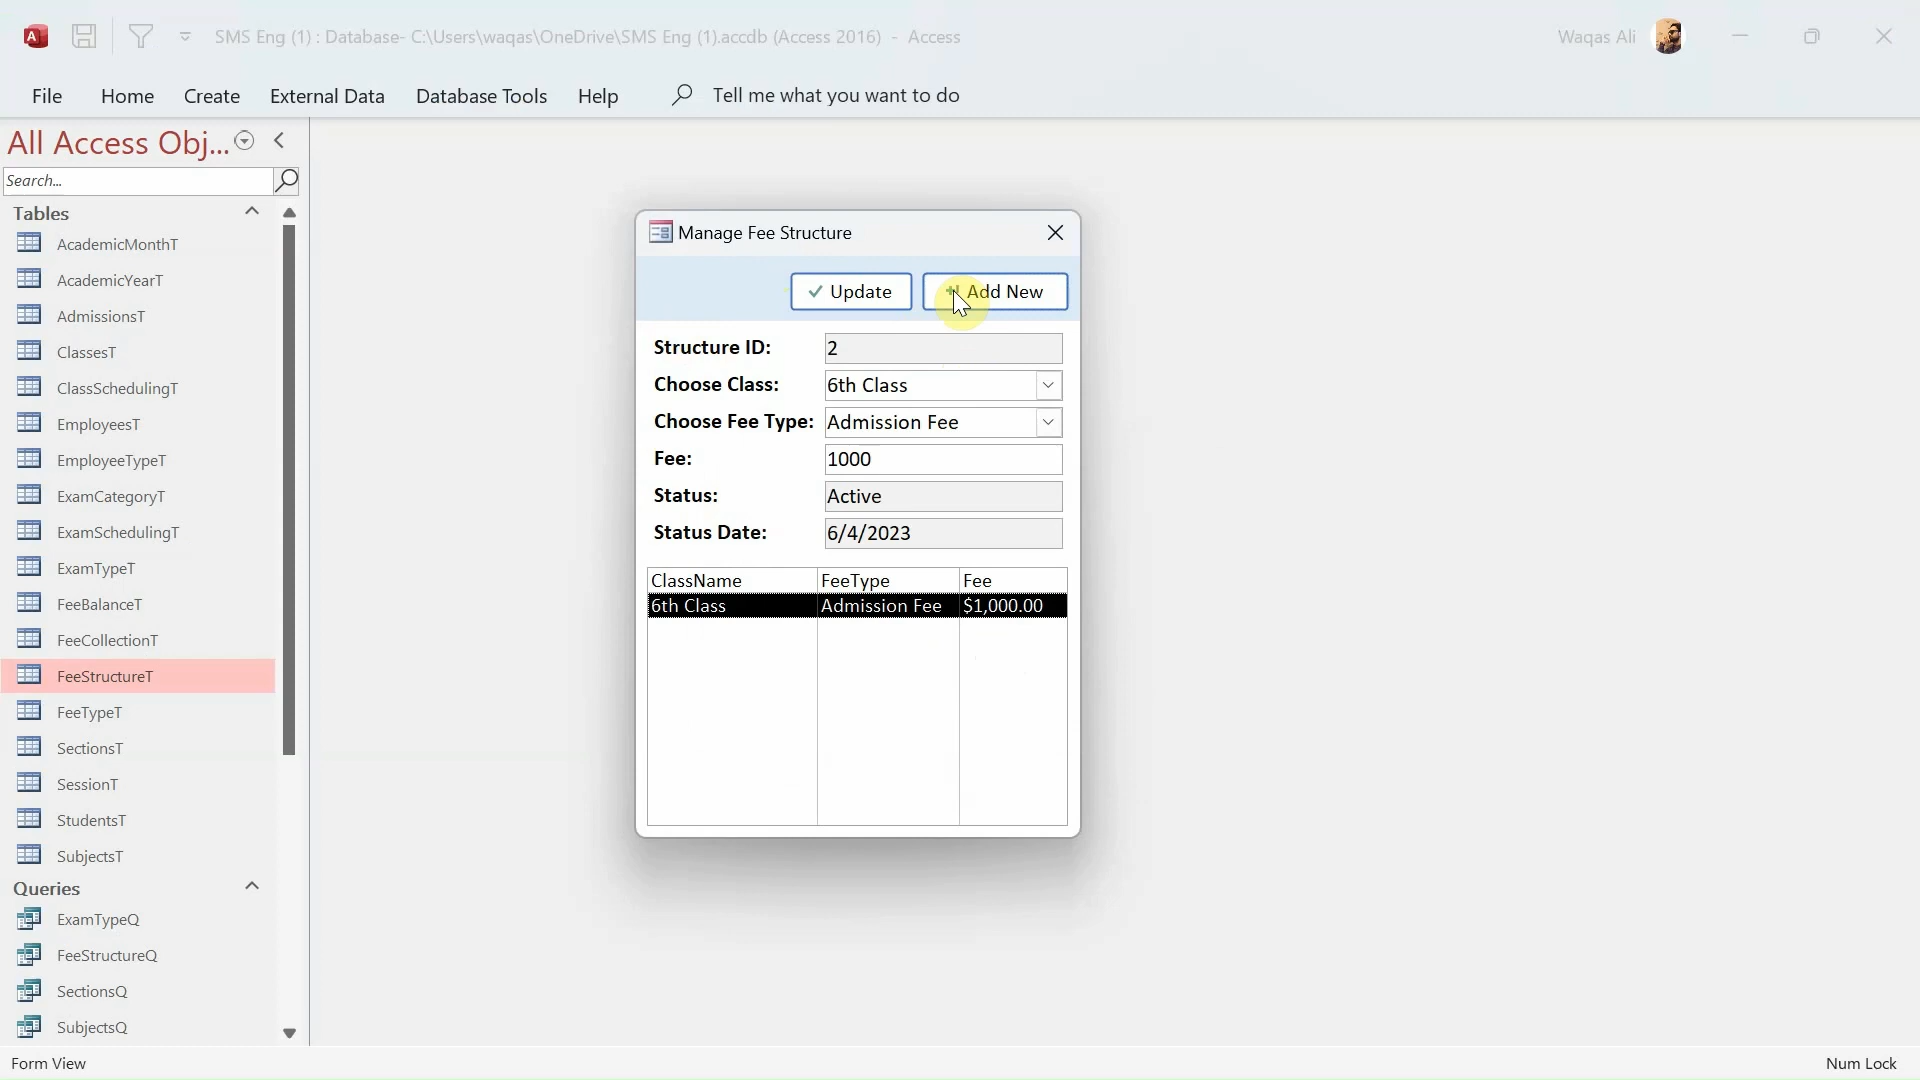 SMS Eng (1) : Database- C:\Users\waqas\OneDrive\SMS Eng (1).accdb (Access 2016) - Access
Waqas Ali
File Home Create External Data Database Tools Help Tell me what you want to do
All Access Obj...
Search...
Tables
AcademicMonthT
AcademicYearT
AdmissionsT
ClassesT
ClassSchedulingT
EmployeesT
EmployeeTypeT
ExamCategoryT
ExamSchedulingT
ExamTypeT
FeeBalanceT
FeeCollectionT
FeeStructureT
FeeTypeT
SectionsT
SessionT
StudentsT
SubjectsT
Queries
ExamTypeQ
FeeStructureQ
SectionsQ
SubjectsQ
Manage Fee Structure
Update Add New
Structure ID: 2
Choose Class: 6th Class
Choose Fee Type: Admission Fee
Fee: 1000
Status: Active
Status Date: 6/4/2023
ClassName FeeType Fee
6th Class Admission Fee $1,000.00
Form View
Num Lock